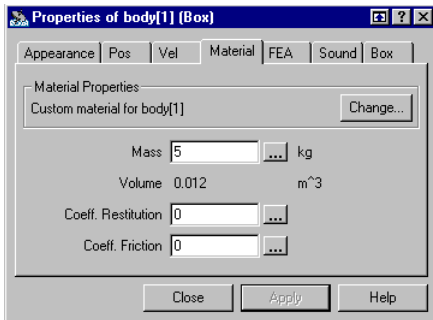 Properties of body[1] (Box)
Appearance Pos Vel Material FEA Sound Box
Material Properties
Custom material for body[1] Change...
Mass 5 ... kg
Volume 0.012 m^3
Coeff. Restitution 0 ...
Coeff. Friction 0 ...
Close Apply Help